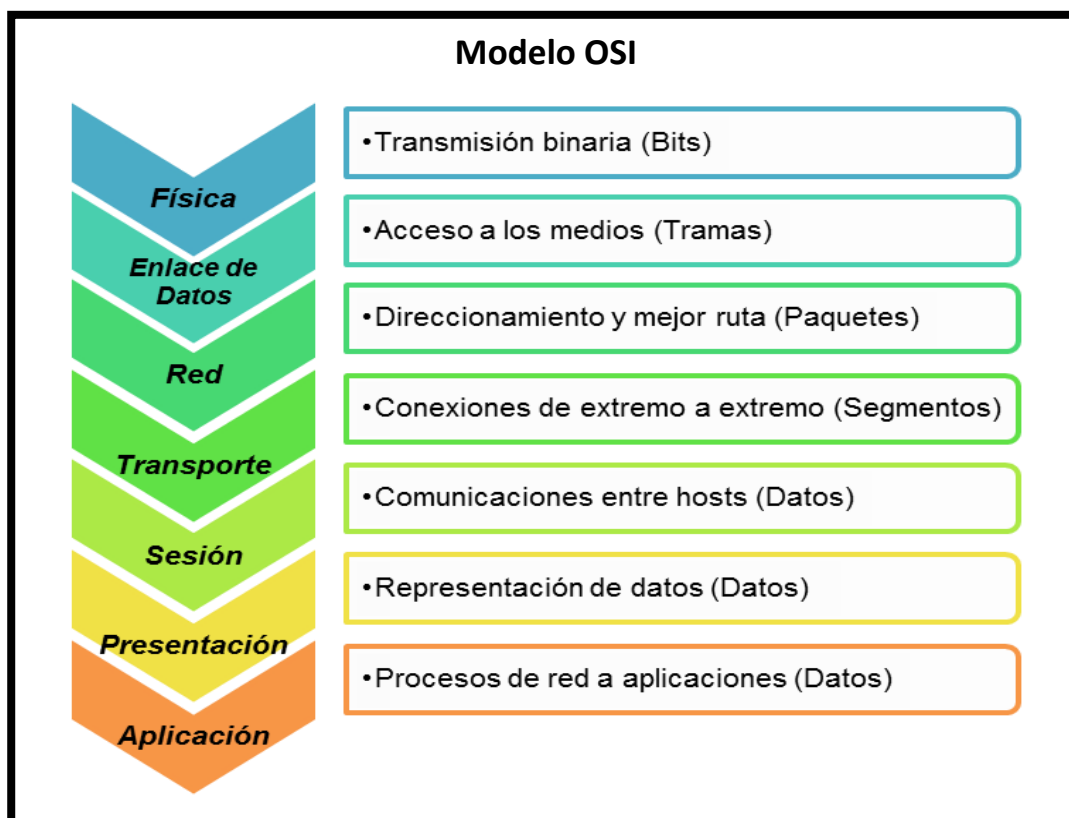 Modelo OSI
Física
•Transmisión binaria (Bits)
Enlace de
Datos
•Acceso a los medios (Tramas)
Red
•Direccionamiento y mejor ruta (Paquetes)
Transporte
•Conexiones de extremo a extremo (Segmentos)
Sesión
•Comunicaciones entre hosts (Datos)
Presentación
•Representación de datos (Datos)
Aplicación
•Procesos de red a aplicaciones (Datos)